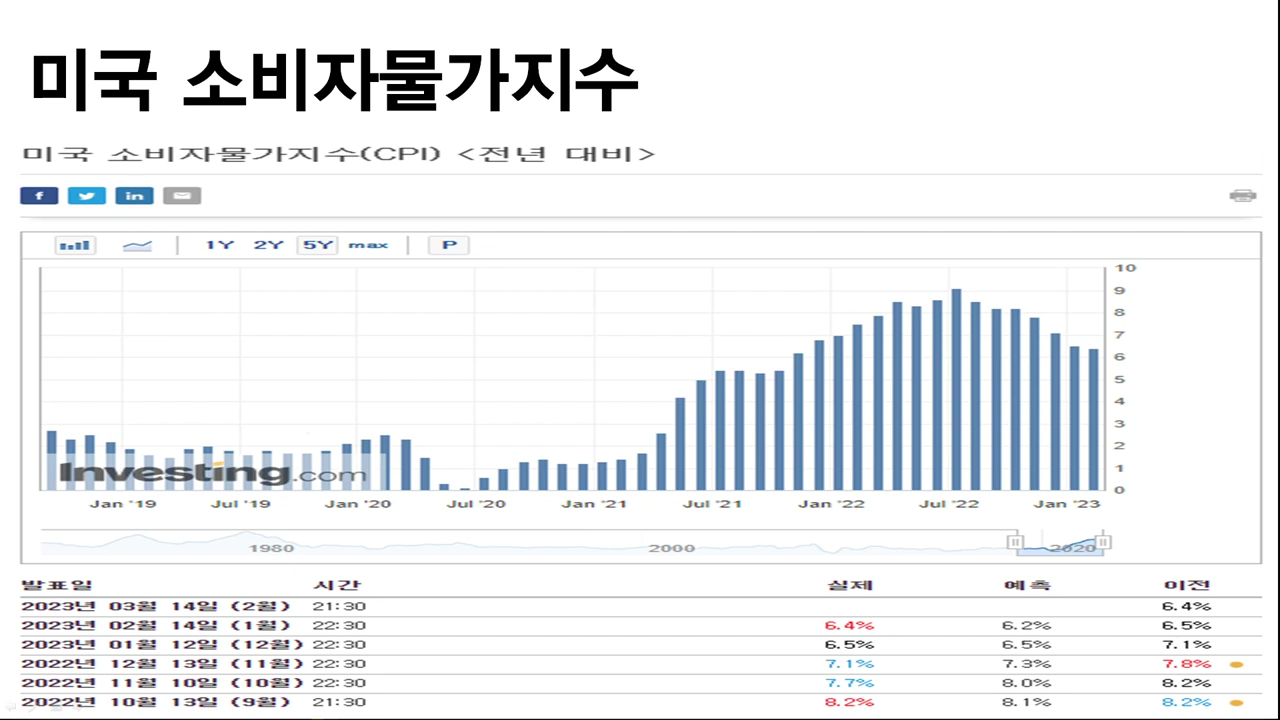 미국 소비자물가지수
미국 소비자물가지수(CPI) <전년 대비>
f in
1Y 2Y 5Y max P
10
9
8
7
6
5
4
3
2
1
0
Investing.com
Jan '19 Jul '19 Jan '20 Jul '20 Jan '21 Jul '21 Jan '22 Jul '22 Jan '23
1980 2000 2020
발표일 시간 실제 예측 이전
2023년 03월 14일 (2월) 21:30 6.4%
2023년 02월 14일 (1월) 22:30 6.4% 6.2% 6.5%
2023년 01월 12일 (12월) 22:30 6.5% 6.5% 7.1%
2022년 12월 13일 (11월) 22:30 7.1% 7.3% 7.8%
2022년 11월 10일 (10월) 22:30 7.7% 8.0% 8.2%
2022년 10월 13일 (9월) 21:30 8.2% 8.1% 8.2%